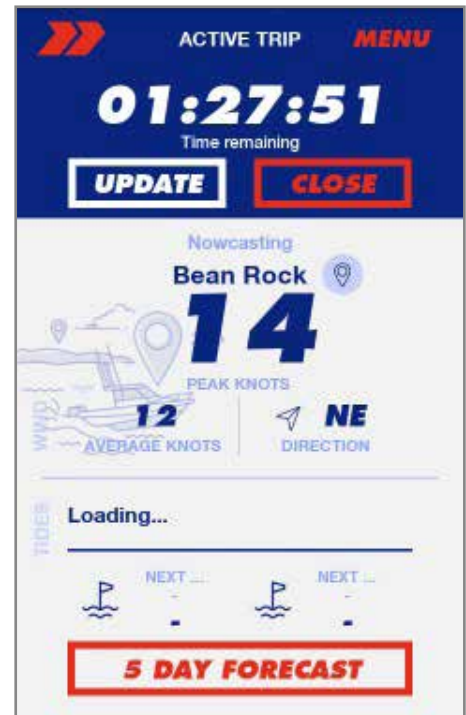 ACTIVE TRIP MENU
01:27:51
Time remaining
UPDATE CLOSE
Nowcasting
Bean Rock
14
PEAK KNOTS
WIND
12 NE
AVERAGE KNOTS DIRECTION
TIDES
Loading...
NEXT ... NEXT ...
- -
- -
5 DAY FORECAST